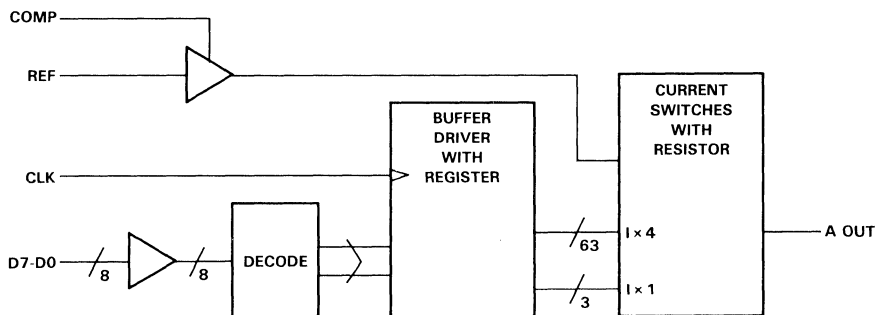 COMP
REF
CURRENT
SWITCHES
WITH
RESISTOR
BUFFER
DRIVER
WITH
REGISTER
CLK
D7-D0
8
8
DECODE
63
I × 4
A OUT
3
I × 1